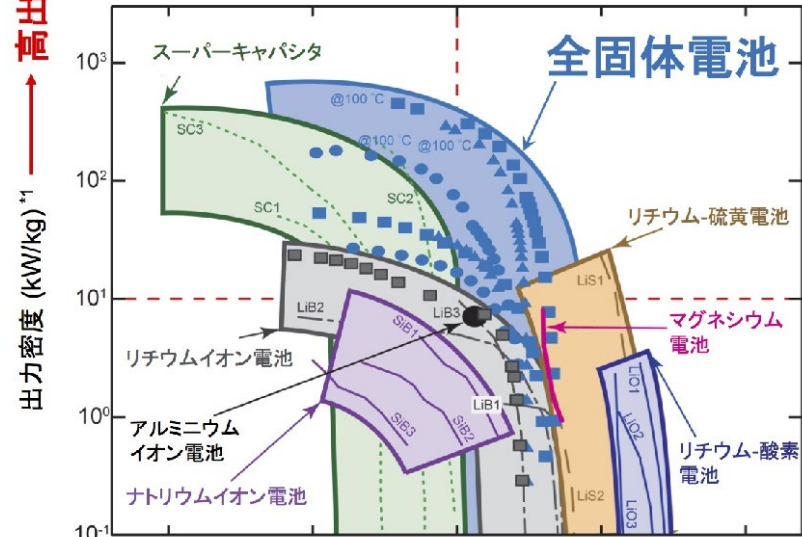 高出
出力密度 (kW/kg) *1
10³
10²
10¹
10⁰
10⁻¹
スーパーキャパシタ
全固体電池
@100 °C
@100 °C
@100 °C
SC3
SC2
SC1
リチウム-硫黄電池
LiS1
LiB2
LiB3
SiB1
マグネシウム
電池
リチウムイオン電池
LiB1
LiO1
アルミニウム
イオン電池
SiB3
SiB2
LiO2
リチウム-酸素
電池
ナトリウムイオン電池
LiS2
LiO3